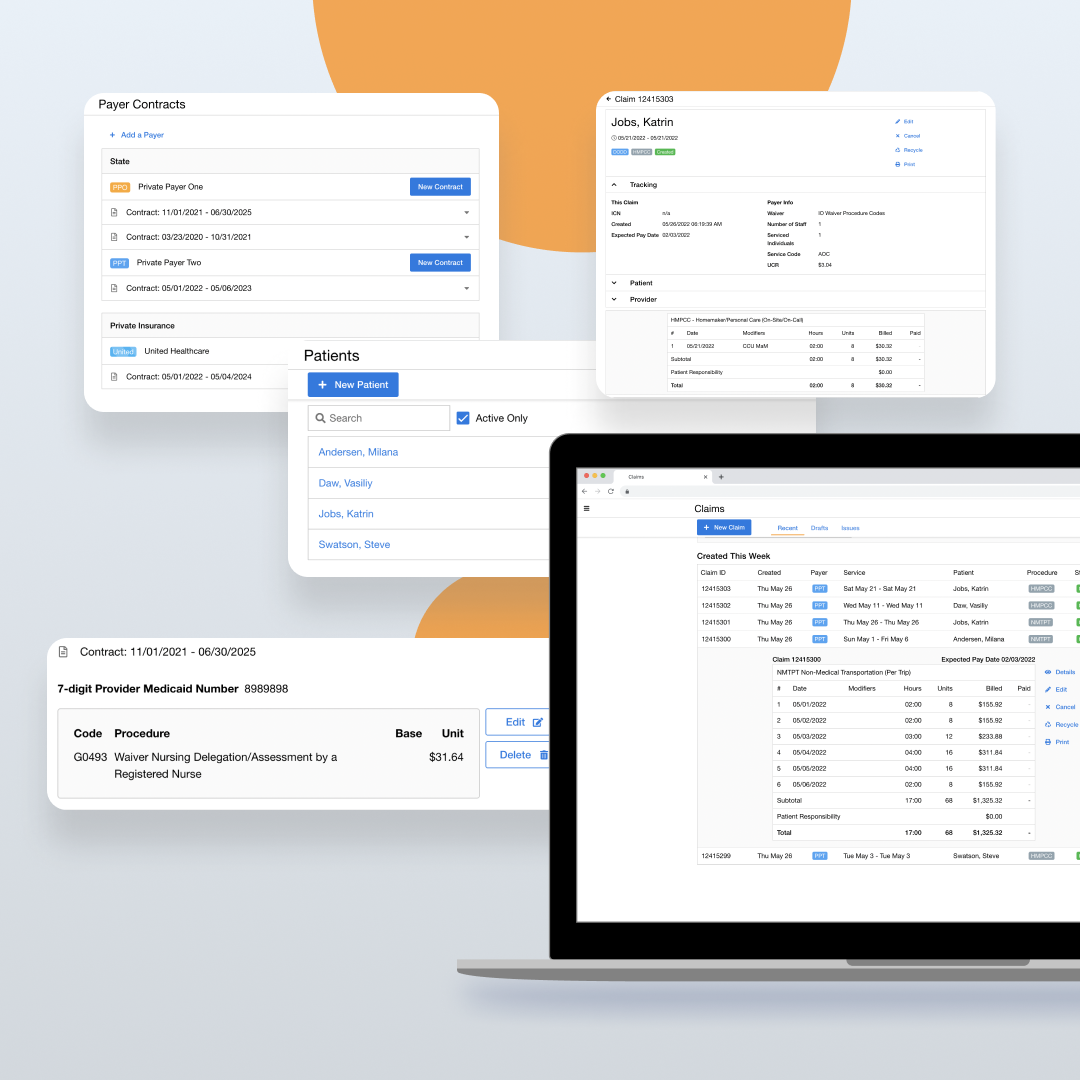 Payer Contracts
+ Add a Payer
State
PPO Private Payer One New Contract
Contract: 11/01/2021 - 06/30/2025
Contract: 03/23/2020 - 10/31/2021
PPT Private Payer Two New Contract
Contract: 05/01/2022 - 05/06/2023
Private Insurance
United United Healthcare
Contract: 05/01/2022 - 05/04/2024
Claim 12415303
Jobs, Katrin
05/21/2022 - 05/21/2022
HMPCC Created
Edit
Cancel
Recycle
Print
Tracking
This Claim Payer Info
ICN n/a Waiver IO Waiver Procedure Codes
Created 05/26/2022 06:19:39 AM Number of Staff 1
Expected Pay Date 02/03/2022 Serviced Individuals 1
Service Code AOC
UCR $3.04
Patient
Provider
HMPCC - Homemaker/Personal Care (On-Site/On-Call)
# Date Modifiers Hours Units Billed Paid
1 05/21/2022 CCU MaM 02:00 8 $30.32 -
Subtotal 02:00 8 $30.32 -
Patient Responsibility $0.00
Total 02:00 8 $30.32 -
Patients
+ New Patient
Search Active Only
Andersen, Milana
Daw, Vasiliy
Jobs, Katrin
Swatson, Steve
Contract: 11/01/2021 - 06/30/2025
7-digit Provider Medicaid Number 8989898
Code Procedure Base Unit
G0493 Waiver Nursing Delegation/Assessment by a $31.64
Registered Nurse
Edit
Delete
Claims
Claims
+ New Claim Recent Drafts Issues
Created This Week
Claim ID Created Payer Service Patient Procedure
12415303 Thu May 26 PPT Sat May 21 - Sat May 21 Jobs, Katrin HMPCC
12415302 Thu May 26 PPT Wed May 11 - Wed May 11 Daw, Vasiliy HMPCC
12415301 Thu May 26 PPT Thu May 26 - Thu May 26 Jobs, Katrin NMTPT
12415300 Thu May 26 PPT Sun May 1 - Fri May 6 Andersen, Milana NMTPT
Claim 12415300 Expected Pay Date 02/03/2022
NMTPT Non-Medical Transportation (Per Trip)
# Date Modifiers Hours Units Billed Paid
1 05/01/2022 02:00 8 $155.92 -
2 05/02/2022 02:00 8 $155.92 -
3 05/03/2022 03:00 12 $233.88 -
4 05/04/2022 04:00 16 $311.84 -
5 05/05/2022 04:00 16 $311.84 -
6 05/06/2022 02:00 8 $155.92 -
Subtotal 17:00 68 $1,325.32 -
Patient Responsibility $0.00
Total 17:00 68 $1,325.32 -
Details
Edit
Cancel
Recycle
Print
12415299 Thu May 26 PPT Tue May 3 - Tue May 3 Swatson, Steve HMPCC